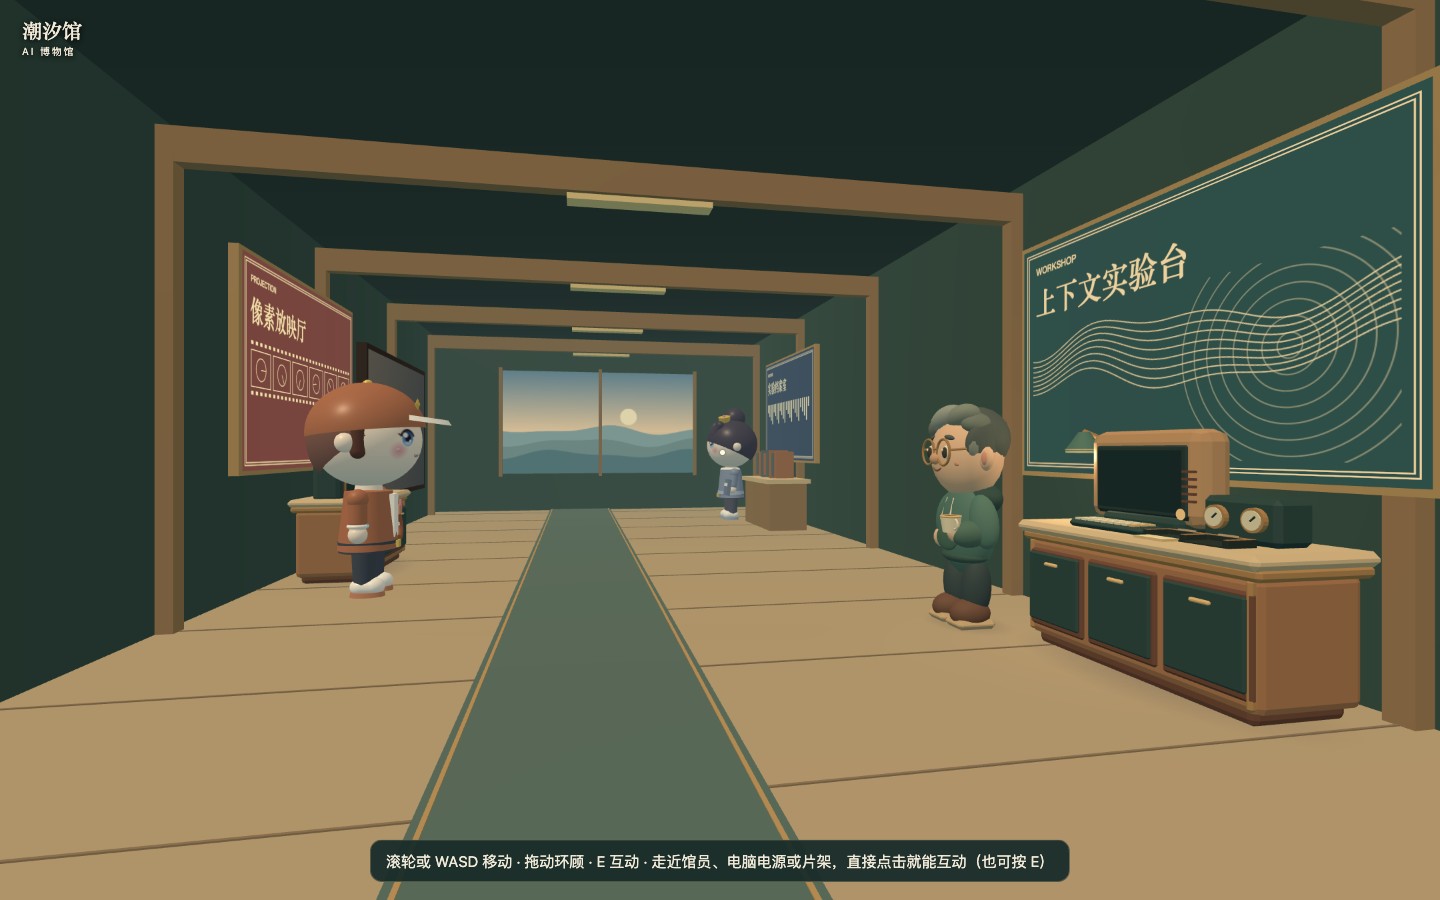 潮汐馆
AI 博物馆
PROJECTION
像素放映厅
WORKSHOP
上下文实验台
滚轮或 WASD 移动 · 拖动环顾 · E 互动 · 走近馆员、电脑电源或片架，直接点击就能互动（也可按 E）